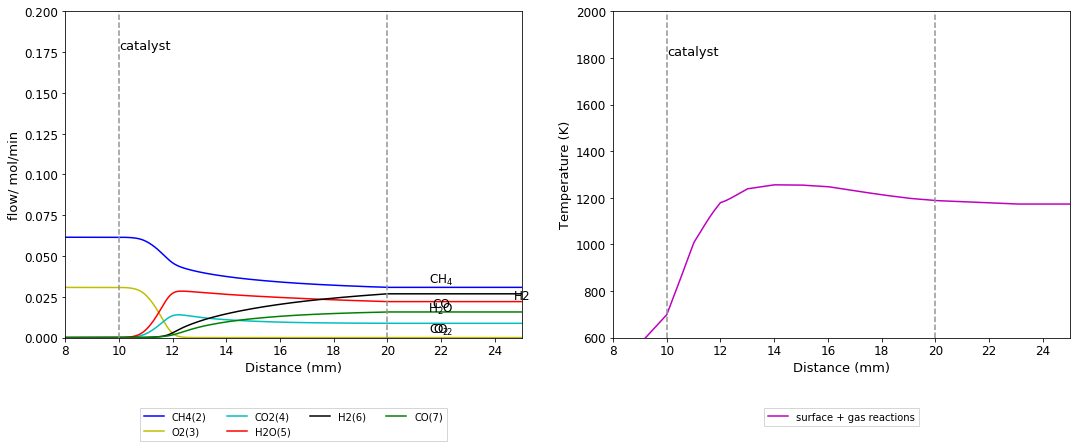 0.200
0.175
0.150
0.125
0.100
0.075
0.050
0.025
0.000
flow/ mol/min
catalyst
CH4
H2
CO
H2O
CO2
O2
8 10 12 14 16 18 20 22 24
Distance (mm)
CH4(2) CO2(4) H2(6) CO(7)
O2(3) H2O(5)
2000
1800
1600
1400
1200
1000
800
600
Temperature (K)
catalyst
8 10 12 14 16 18 20 22 24
Distance (mm)
surface + gas reactions